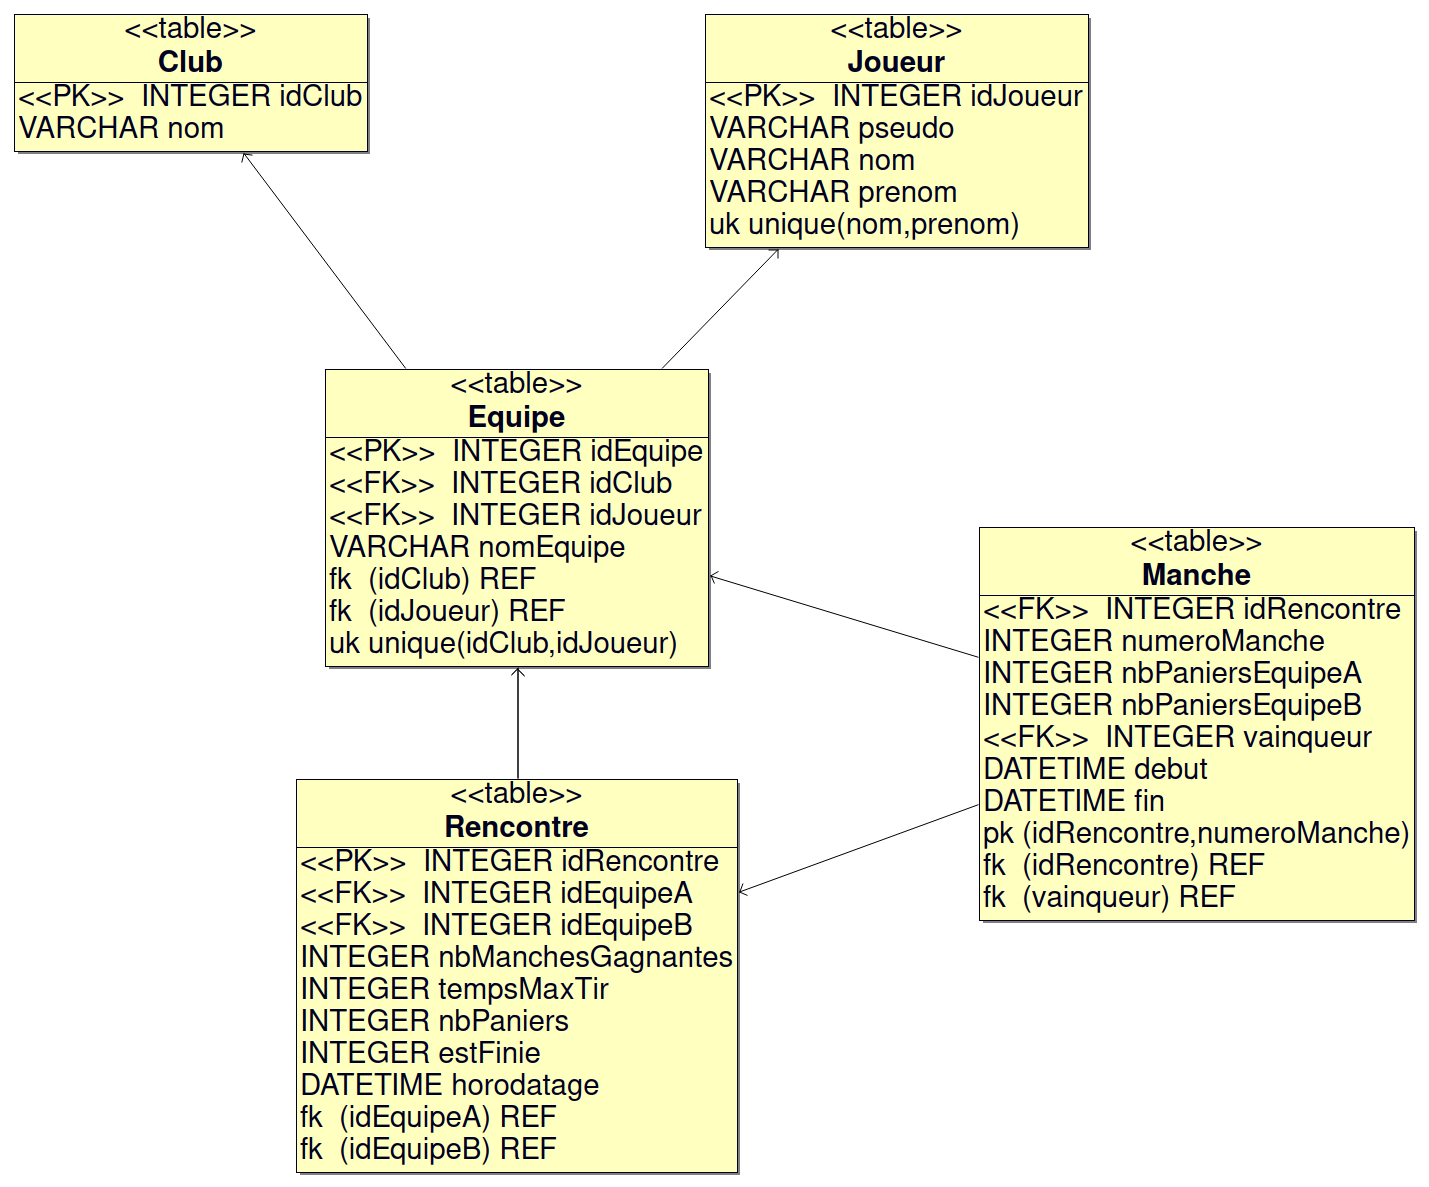 <<table>>
Club
<<PK>> INTEGER idClub
VARCHAR nom
<<table>>
Joueur
<<PK>> INTEGER idJoueur
VARCHAR pseudo
VARCHAR nom
VARCHAR prenom
uk unique(nom,prenom)
<<table>>
Equipe
<<PK>> INTEGER idEquipe
<<FK>> INTEGER idClub
<<FK>> INTEGER idJoueur
VARCHAR nomEquipe
fk (idClub) REF
fk (idJoueur) REF
uk unique(idClub,idJoueur)
<<table>>
Manche
<<FK>> INTEGER idRencontre
INTEGER numeroManche
INTEGER nbPaniersEquipeA
INTEGER nbPaniersEquipeB
<<FK>> INTEGER vainqueur
DATETIME debut
DATETIME fin
pk (idRencontre,numeroManche)
fk (idRencontre) REF
fk (vainqueur) REF
<<table>>
Rencontre
<<PK>> INTEGER idRencontre
<<FK>> INTEGER idEquipeA
<<FK>> INTEGER idEquipeB
INTEGER nbManchesGagnantes
INTEGER tempsMaxTir
INTEGER nbPaniers
INTEGER estFinie
DATETIME horodatage
fk (idEquipeA) REF
fk (idEquipeB) REF